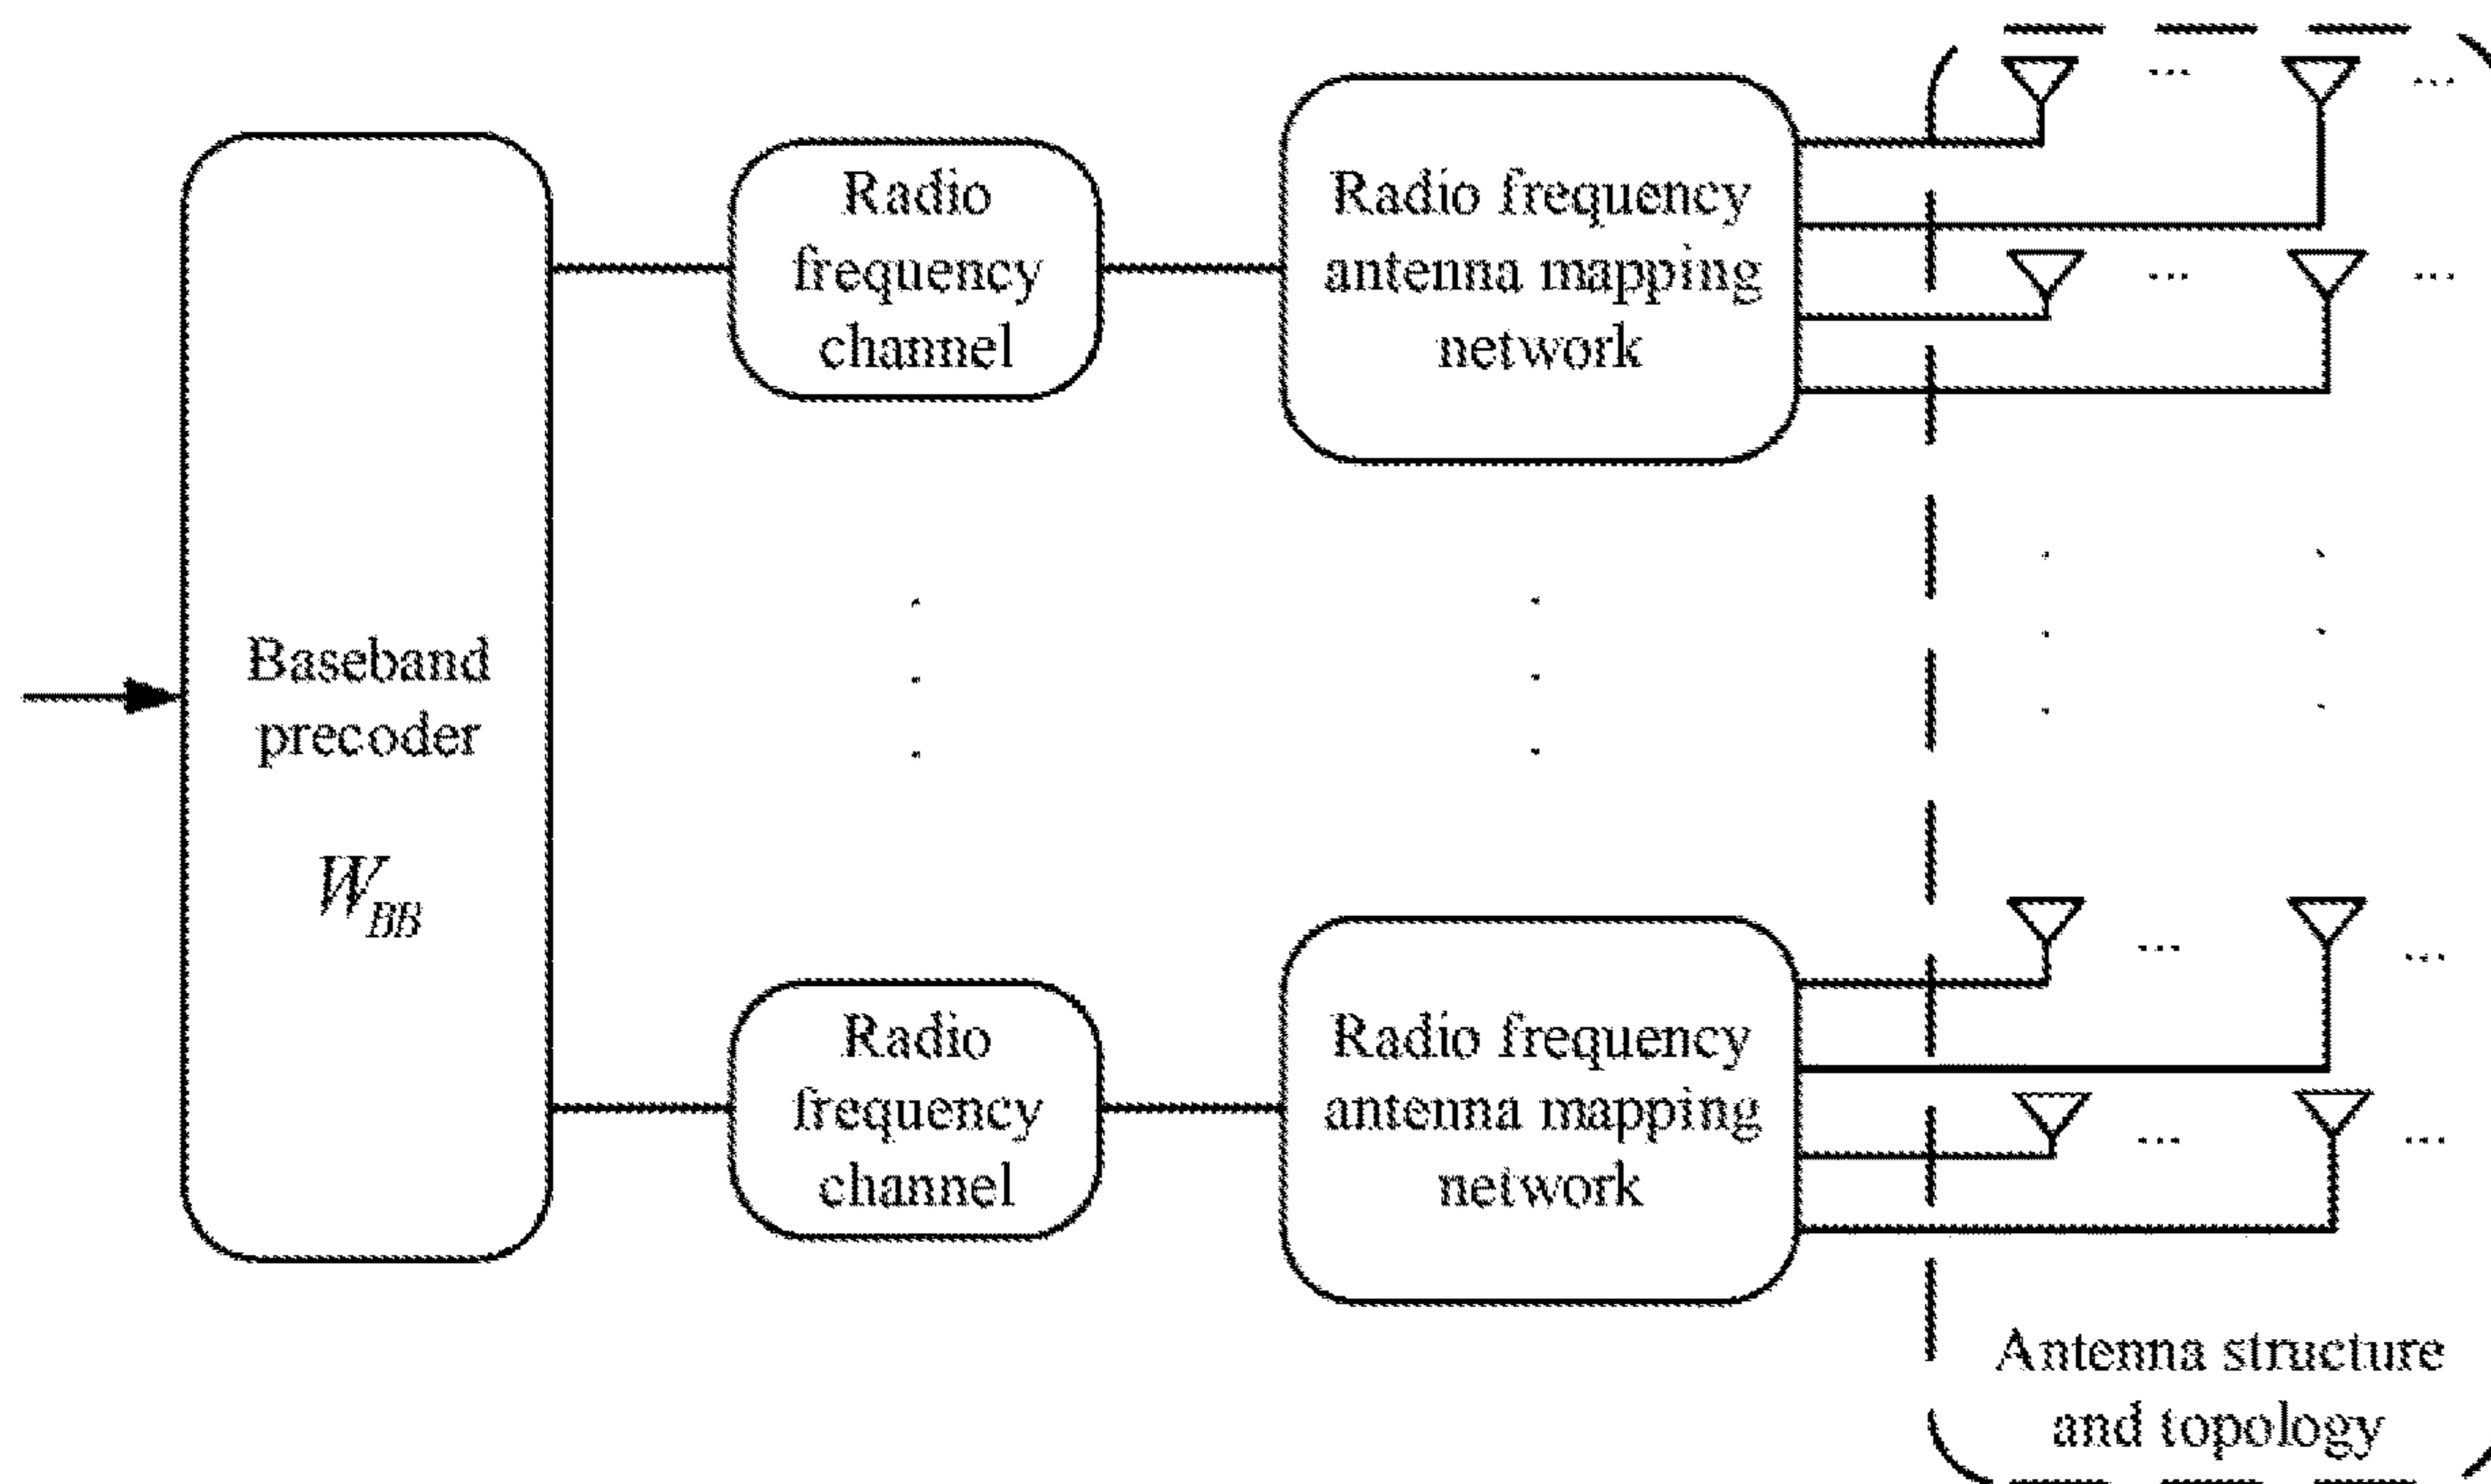 Baseband
precoder
W_BB
Radio
frequency
channel
Radio frequency
antenna mapping
network
Radio
frequency
channel
Radio frequency
antenna mapping
network
Antenna structure
and topology